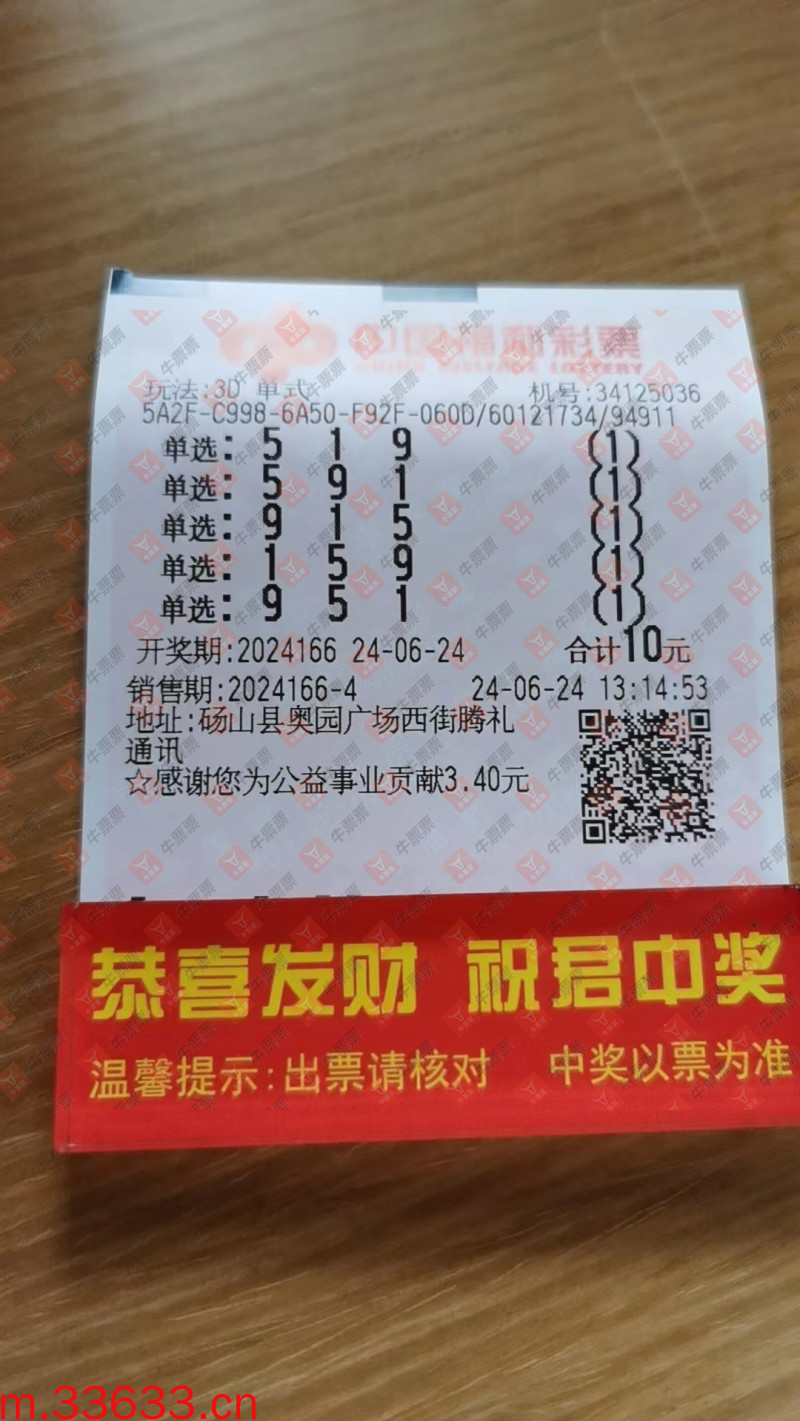 玩法:3D 单式 机号:34125036
5A2F-C998-6A50-F92F-060D/60121734/94911
单选: 5 1 9 (1)
单选: 5 9 1 (1)
单选: 9 1 5 (1)
单选: 1 5 9 (1)
单选: 9 5 1 (1)
开奖期:2024166 24-06-24 合计10元
销售期:2024166-4 24-06-24 13:14:53
地址:砀山县奥园广场西街腾礼
通讯
☆感谢您为公益事业贡献3.40元
恭喜发财 祝君中奖
温馨提示:出票请核对 中奖以票为准
牛票票
m.33633.cn